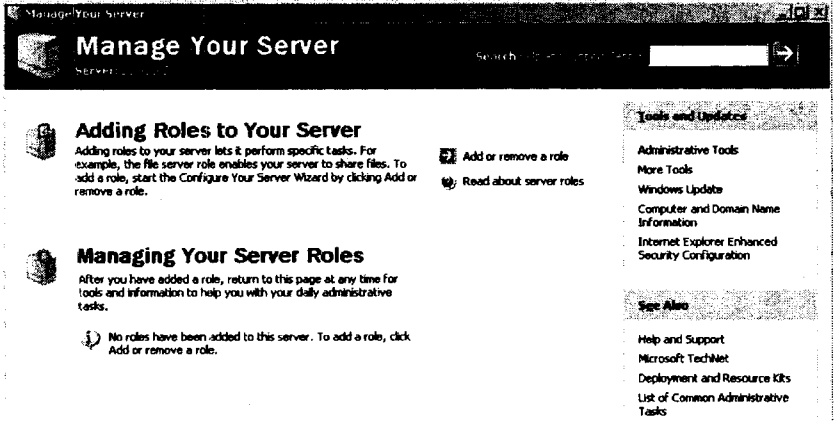 Manage Your Server
Manage Your Server
Server:
Search
Adding Roles to Your Server
Adding roles to your server lets it perform specific tasks. For
example, the file server role enables your server to share files. To
add a role, start the Configure Your Server Wizard by clicking Add or
remove a role.
Add or remove a role
Read about server roles
Managing Your Server Roles
After you have added a role, return to this page at any time for
tools and information to help you with your daily administrative
tasks.
No roles have been added to this server. To add a role, click
Add or remove a role.
Tools and Updates
Administrative Tools
More Tools
Windows Update
Computer and Domain Name
Information
Internet Explorer Enhanced
Security Configuration
See Also
Help and Support
Microsoft TechNet
Deployment and Resource Kits
List of Common Administrative
Tasks